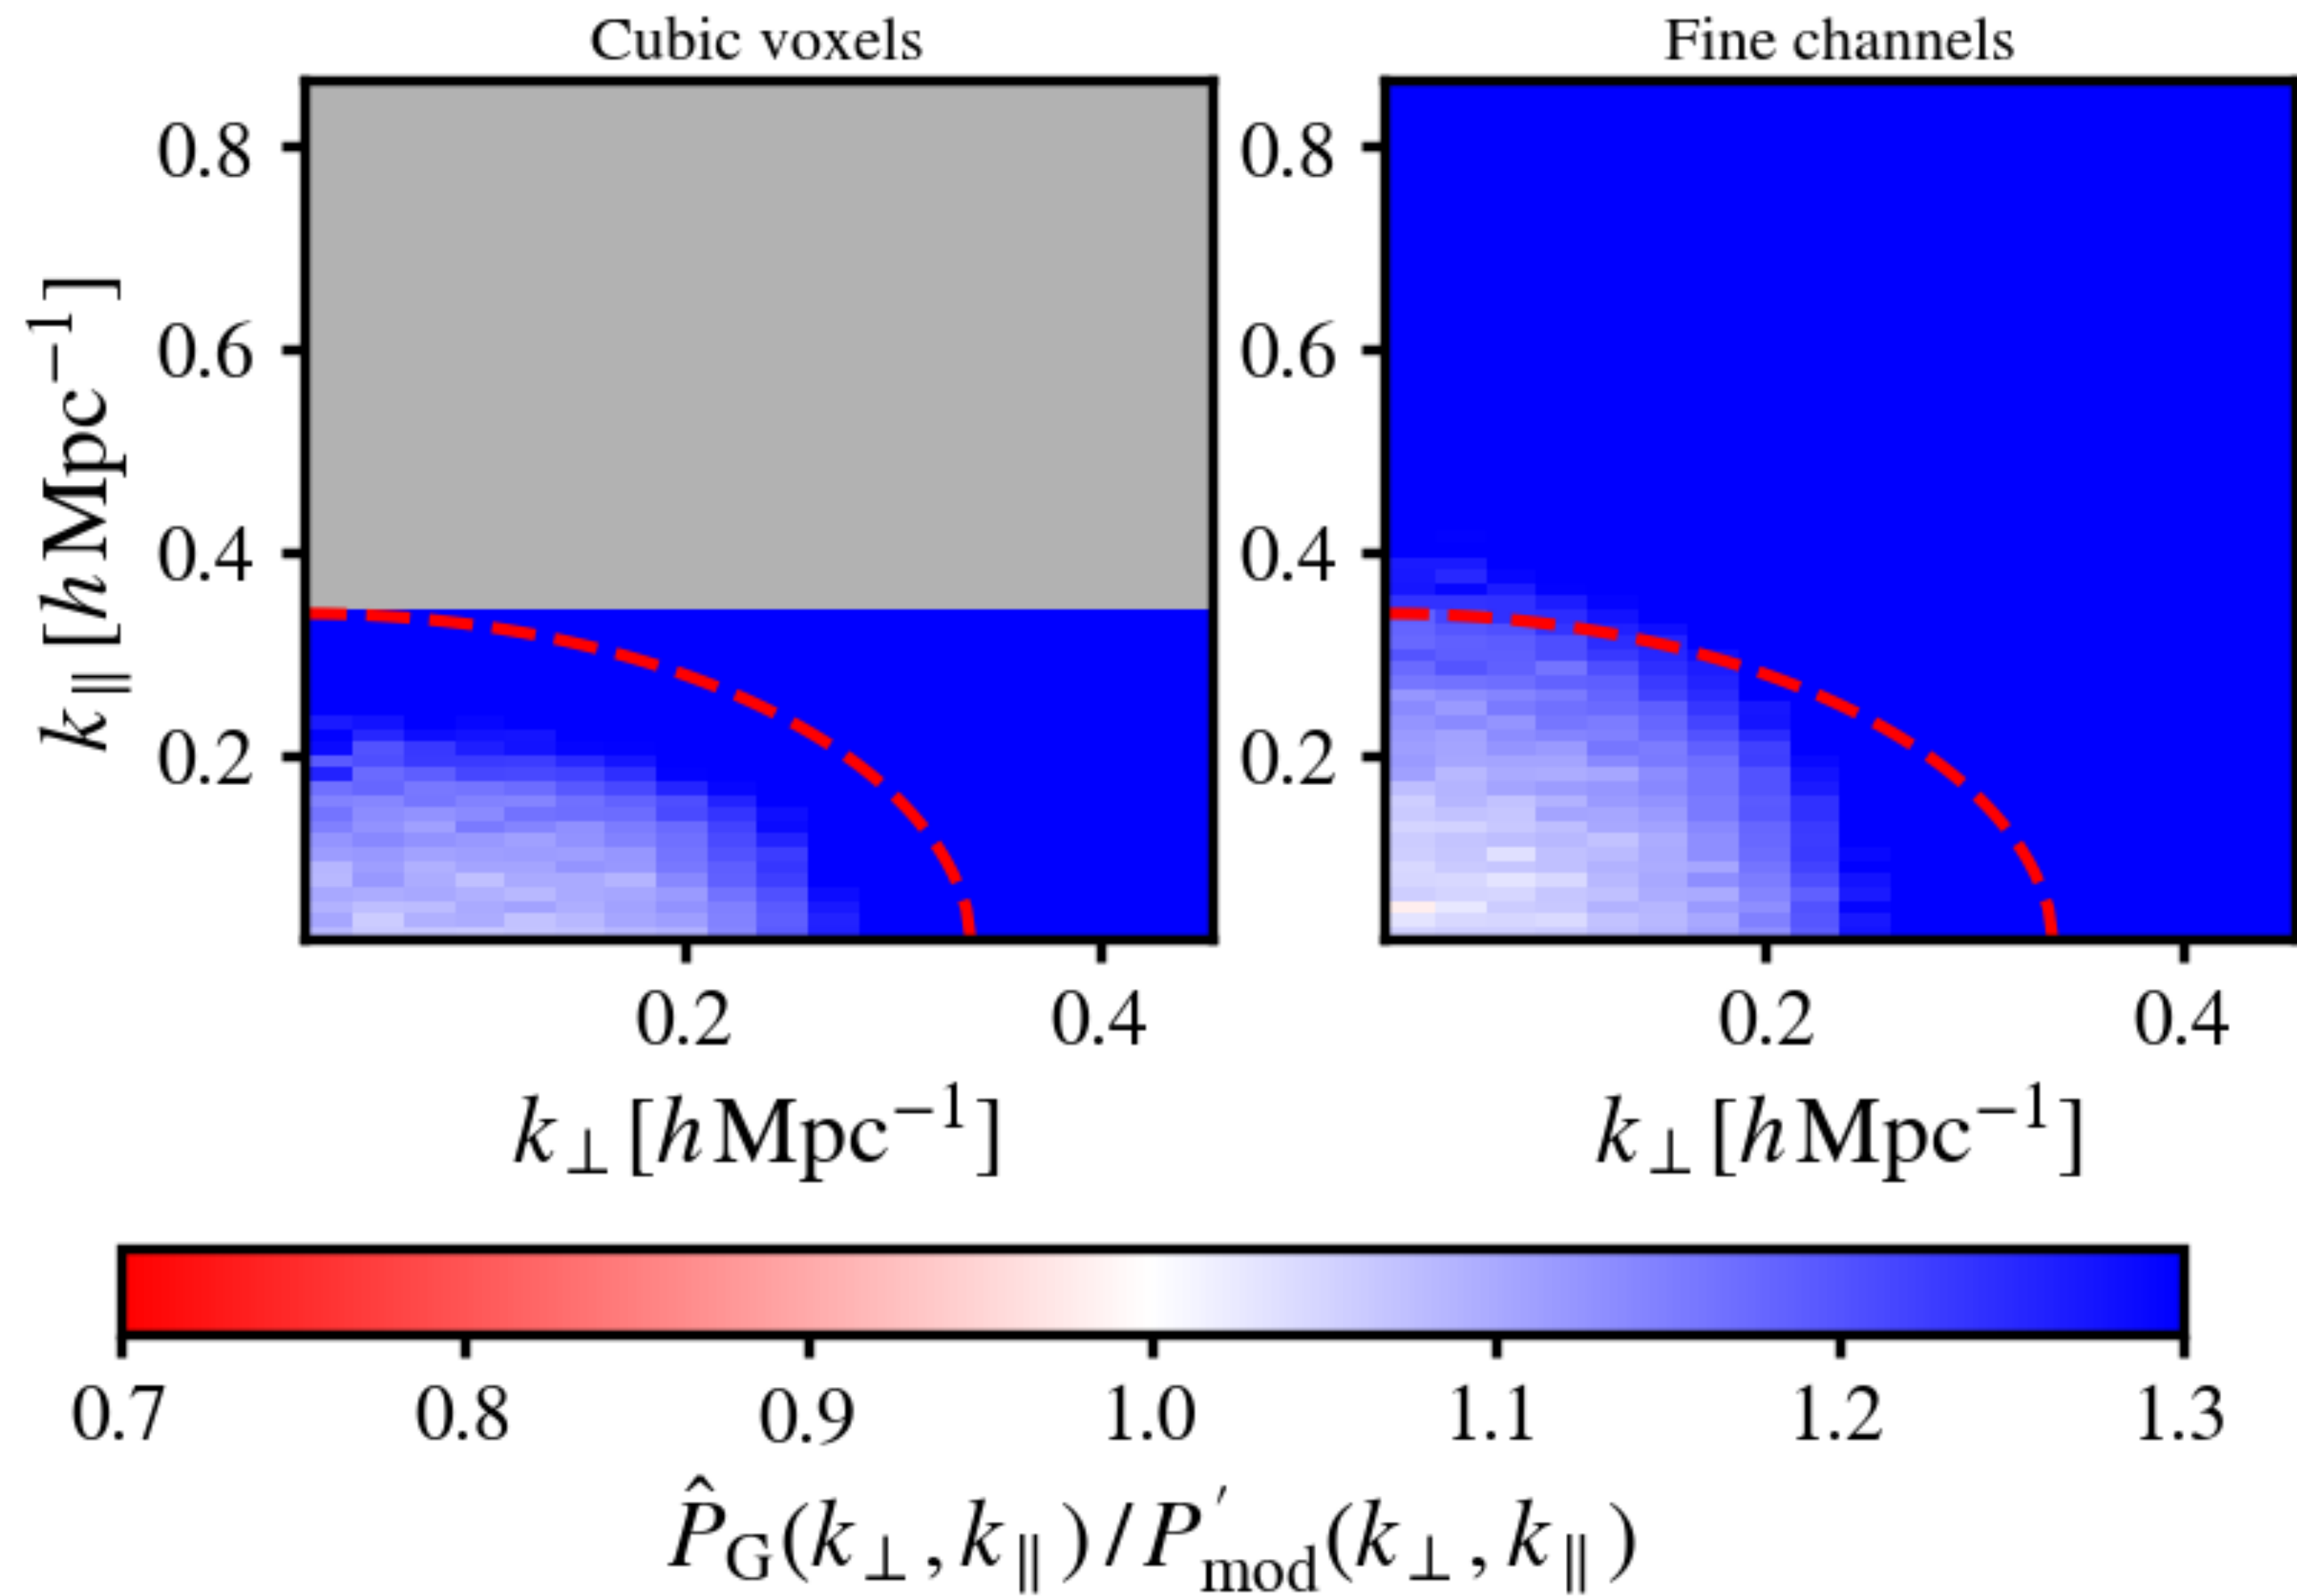 Cubic voxels
Fine channels
k∥ [h Mpc⁻¹]
0.8
0.6
0.4
0.2
0.8
0.6
0.4
0.2
0.2 0.4
0.2 0.4
k⊥ [h Mpc⁻¹]
k⊥ [h Mpc⁻¹]
0.7 0.8 0.9 1.0 1.1 1.2 1.3
P̂_G(k⊥, k∥)/P′_mod(k⊥, k∥)